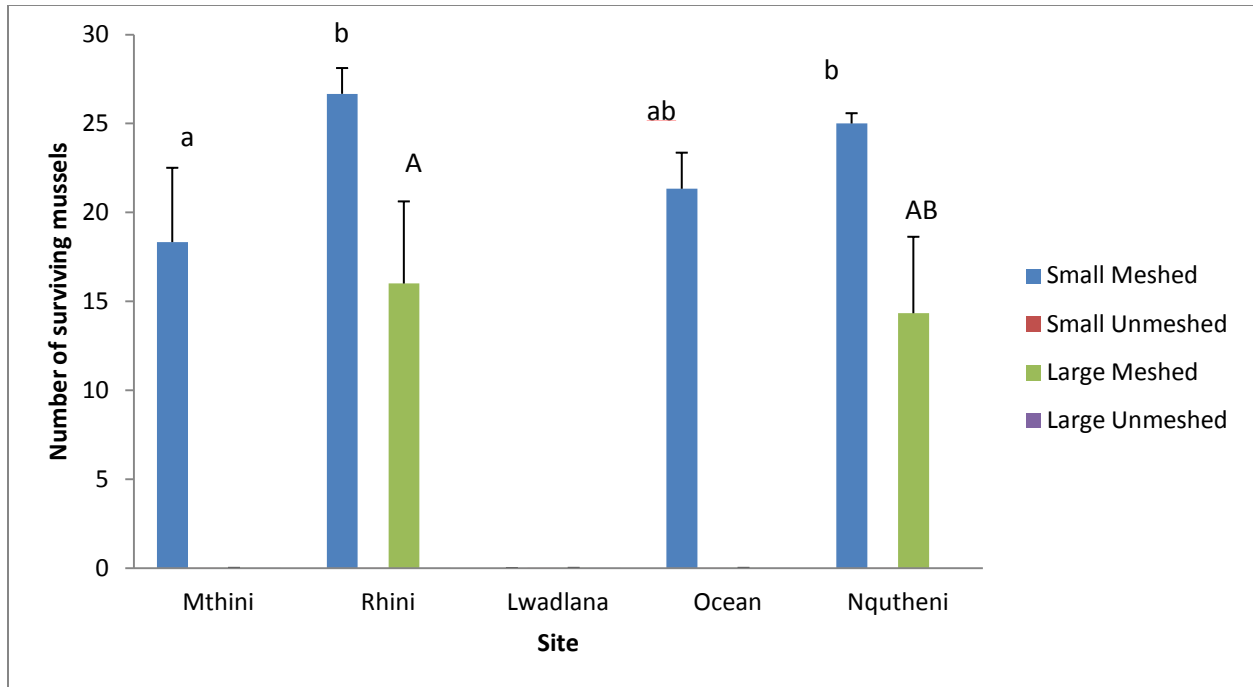 Number of surviving mussels
30
25
20
15
10
5
0
a
b
A
ab
b
AB
Mthini
Rhini
Lwadlana
Ocean
Nqutheni
Site
Small Meshed
Small Unmeshed
Large Meshed
Large Unmeshed